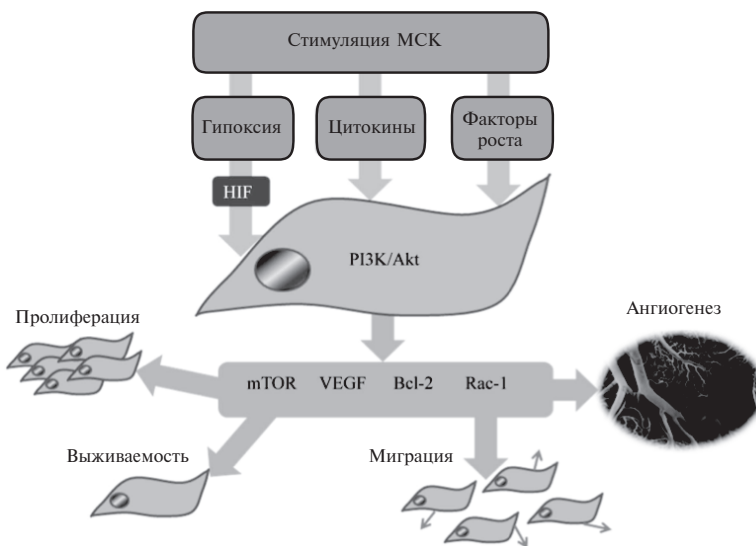 Стимуляция МСК
Гипоксия
Цитокины
Факторы
роста
HIF
PI3K/Akt
Пролиферация
Ангиогенез
mTOR VEGF Bcl-2 Rac-1
Выживаемость
Миграция